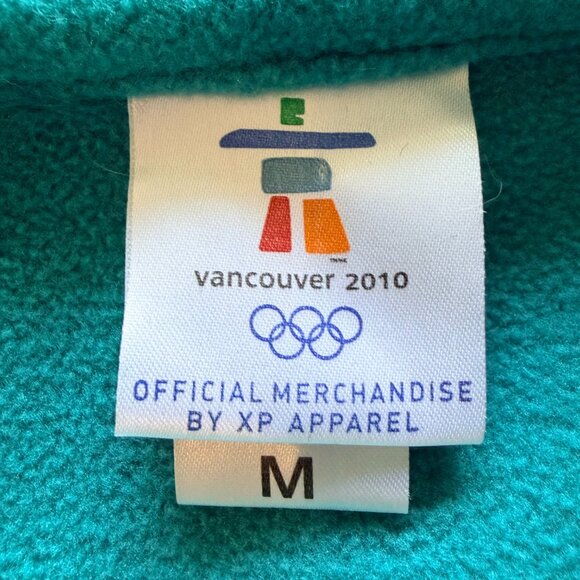 vancouver 2010
OFFICIAL MERCHANDISE
BY XP APPAREL
M